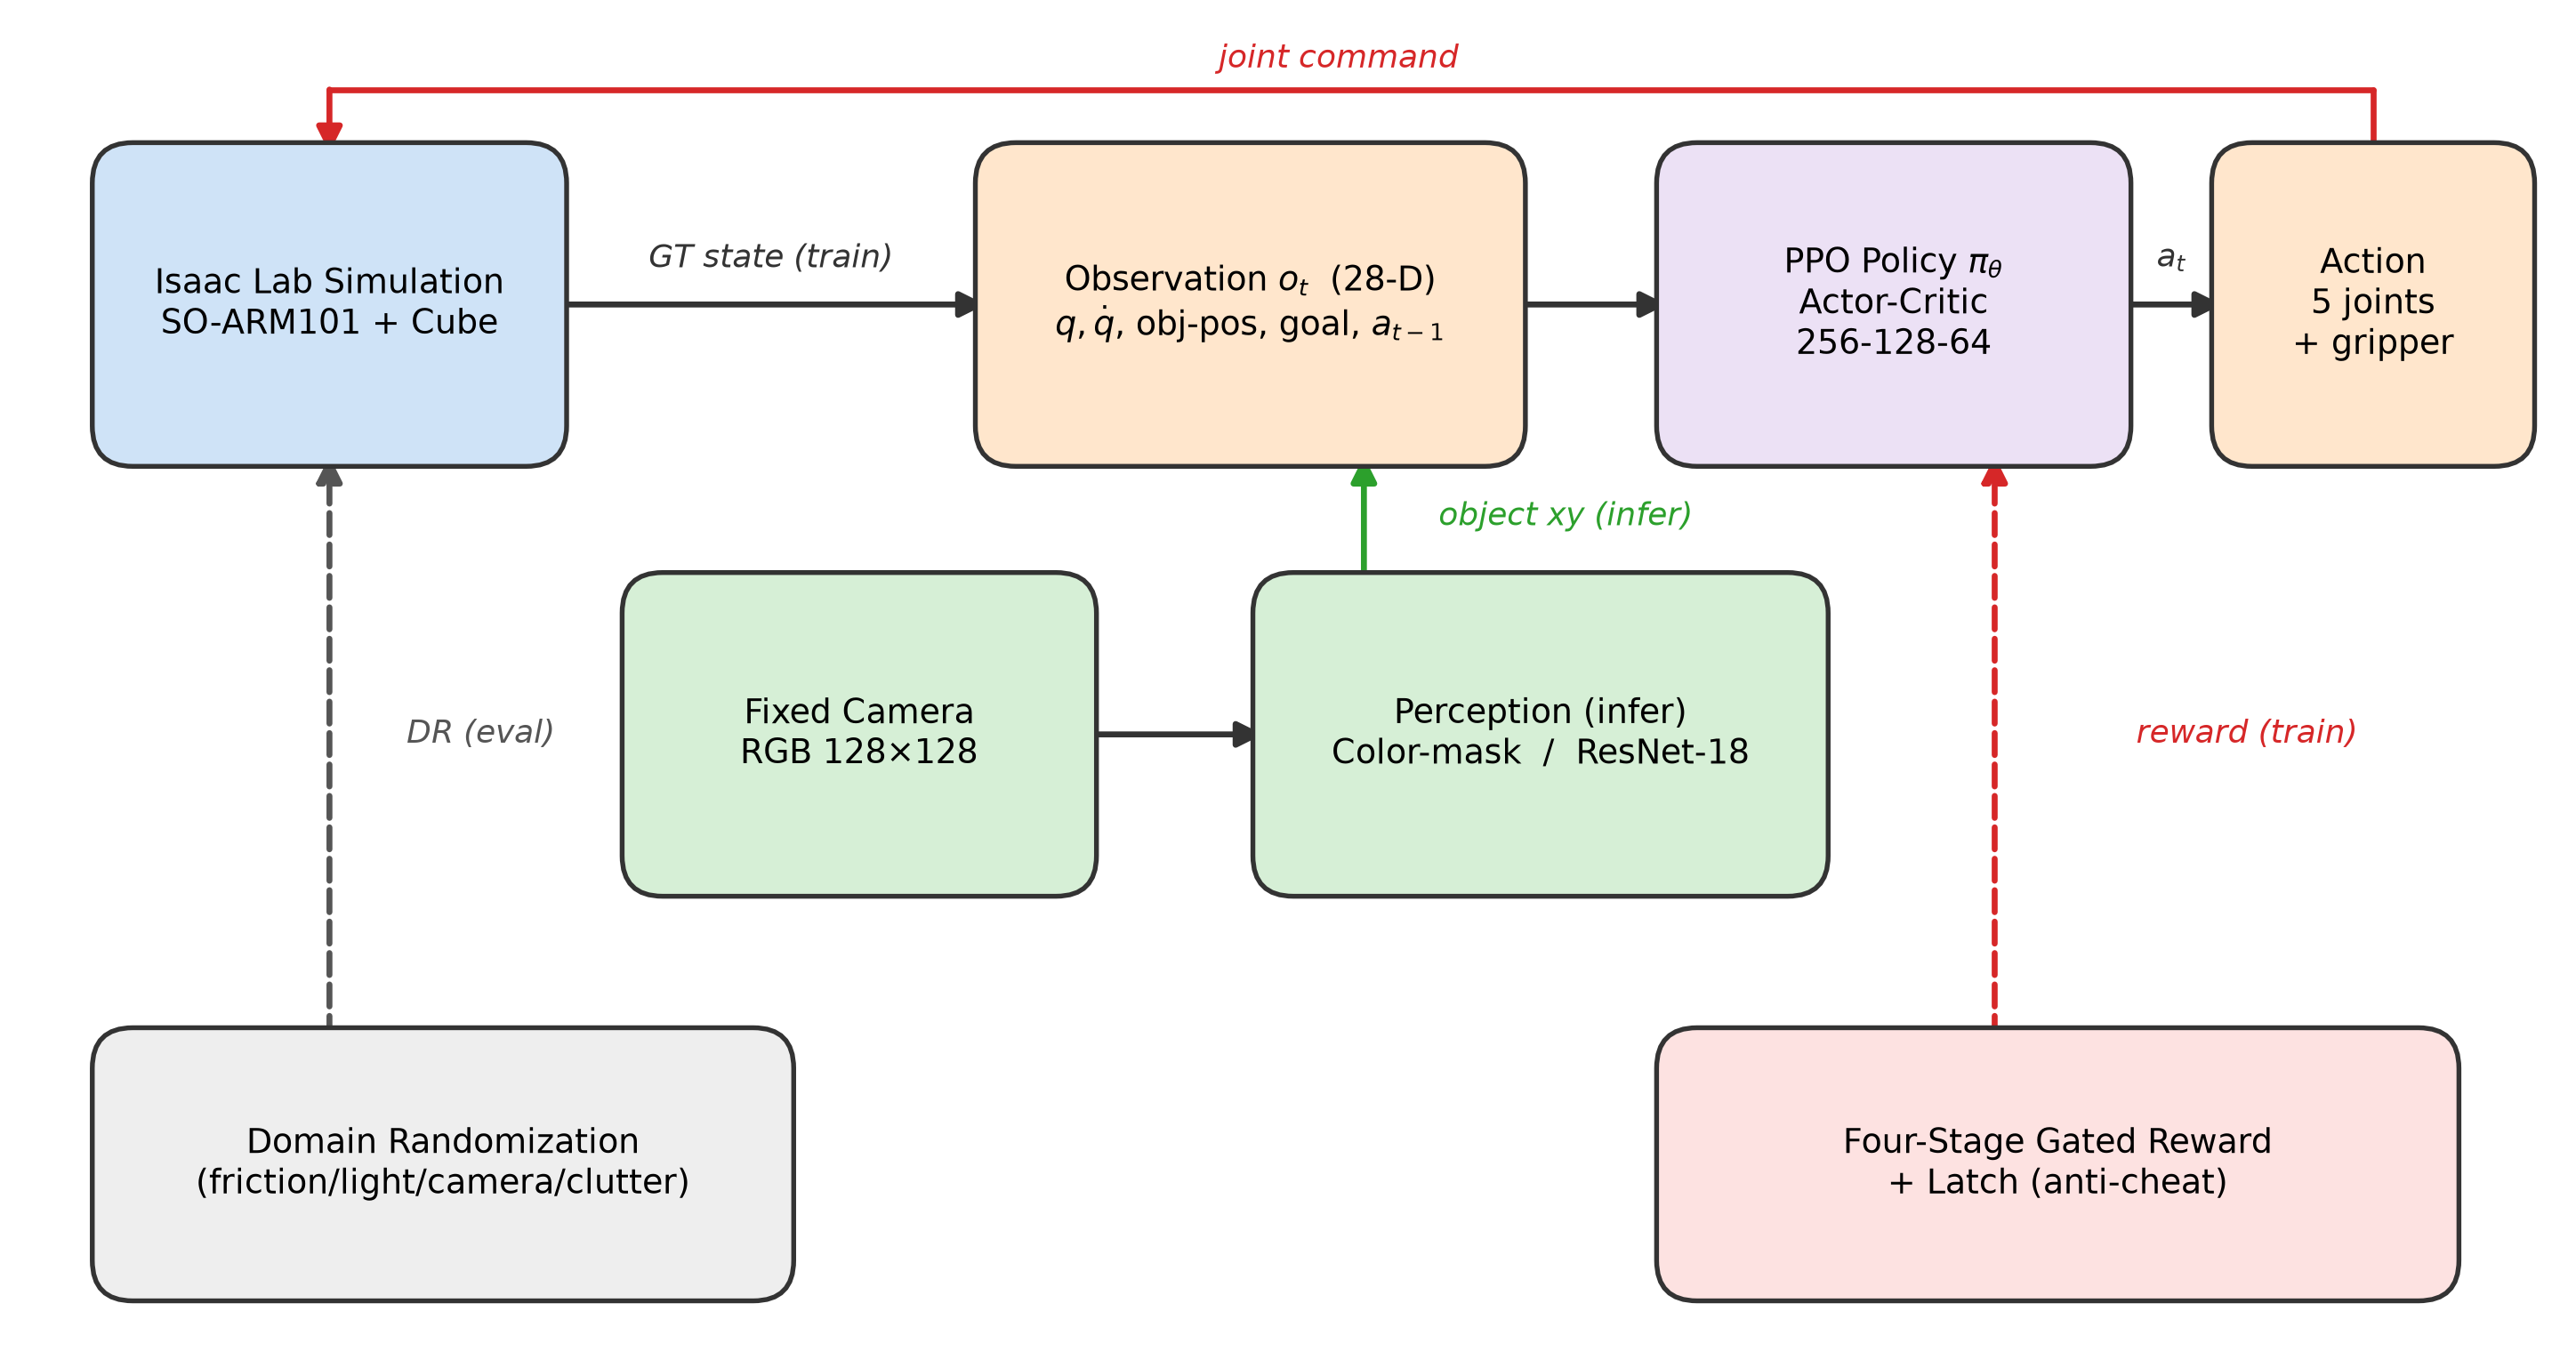 joint command
Isaac Lab Simulation
SO-ARM101 + Cube
GT state (train)
Observation oₜ (28-D)
q, q̇, obj-pos, goal, aₜ₋₁
PPO Policy πθ
Actor-Critic
256-128-64
aₜ
Action
5 joints
+ gripper
object xy (infer)
Fixed Camera
RGB 128×128
Perception (infer)
Color-mask / ResNet-18
DR (eval)
reward (train)
Domain Randomization
(friction/light/camera/clutter)
Four-Stage Gated Reward
+ Latch (anti-cheat)